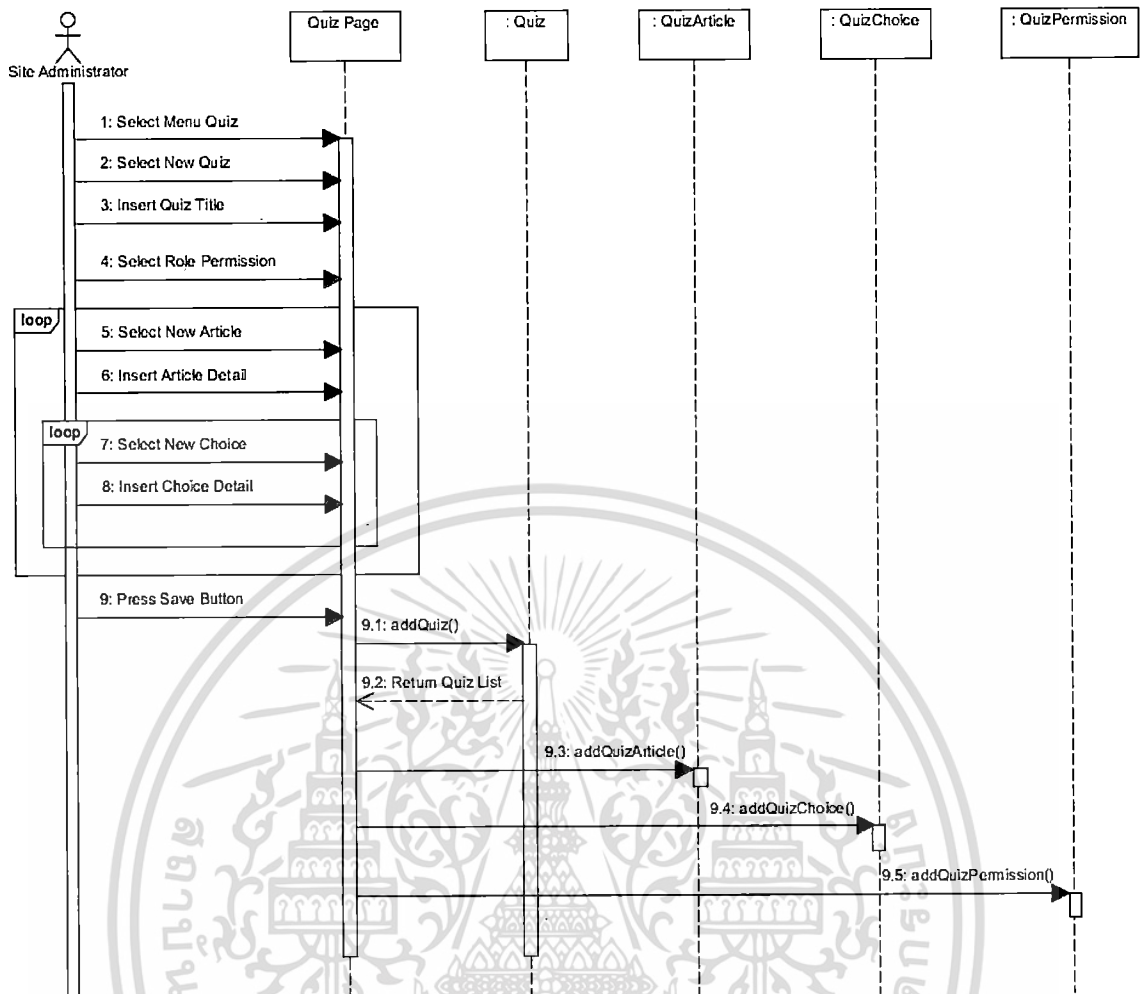 Quiz Page
: Quiz
: QuizArticle
: QuizChoice
: QuizPermission
Site Administrator
1: Select Menu Quiz
2: Select New Quiz
3: Insert Quiz Title
4: Select Role Permission
loop
5: Select New Article
6: Insert Article Detail
loop
7: Select New Choice
8: Insert Choice Detail
9: Press Save Button
9.1: addQuiz()
9.2: Return Quiz List
9.3: addQuizArticle()
9.4: addQuizChoice()
9.5: addQuizPermission()